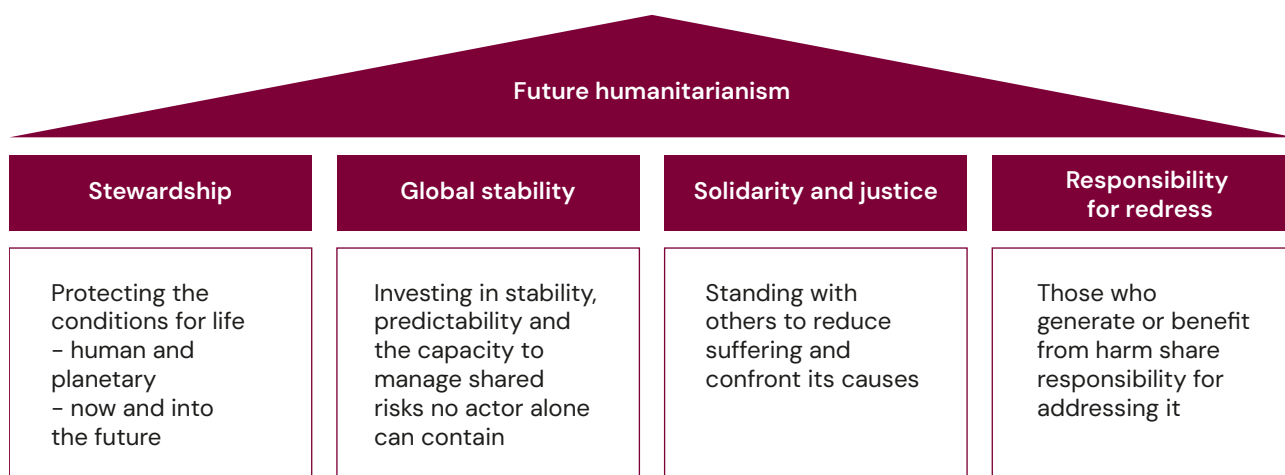 Future humanitarianism
Stewardship
Protecting the
conditions for life
– human and
planetary
– now and into
the future
Global stability
Investing in stability,
predictability and
the capacity to
manage shared
risks no actor alone
can contain
Solidarity and justice
Standing with
others to reduce
suffering and
confront its causes
Responsibility
for redress
Those who
generate or benefit
from harm share
responsibility for
addressing it